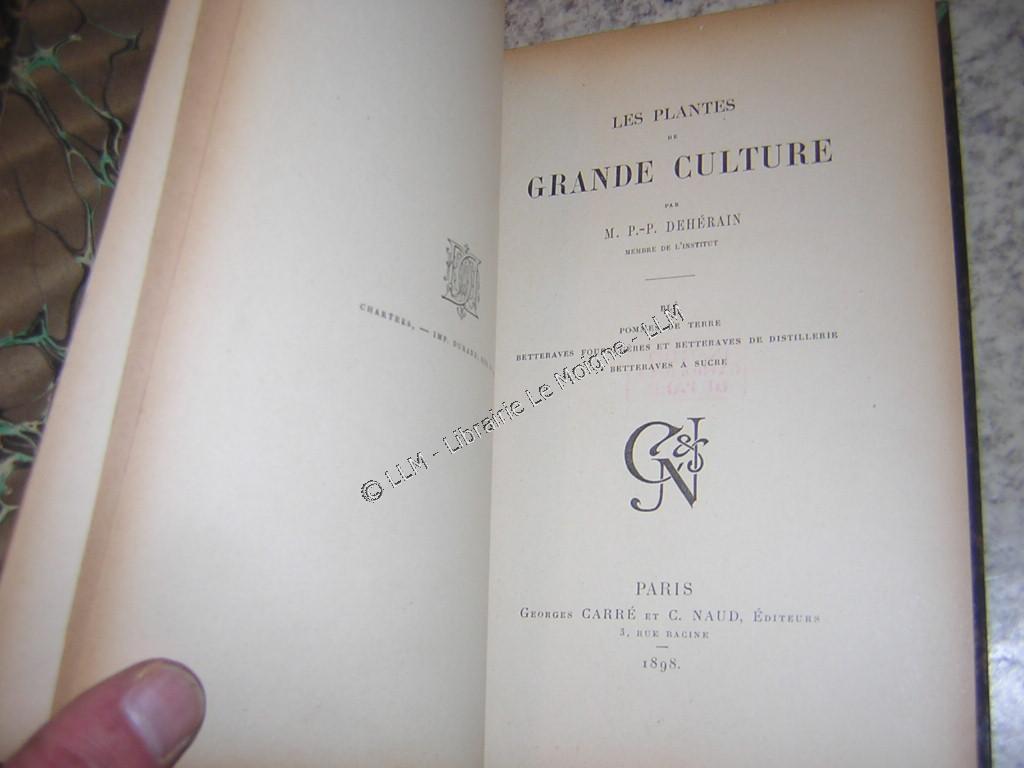 CHARTRES, — IMP. DURAND, RUE
LES PLANTES
DE
GRANDE CULTURE
PAR
M. P.-P. DEHÉRAIN
MEMBRE DE L'INSTITUT
BLÉ
POMMES DE TERRE
BETTERAVES FOURRAGÈRES ET BETTERAVES DE DISTILLERIE
BETTERAVES A SUCRE
PARIS
GEORGES CARRÉ ET C. NAUD, ÉDITEURS
3, RUE RACINE
1898.
© LLM - Librairie Le Moigne - LLM